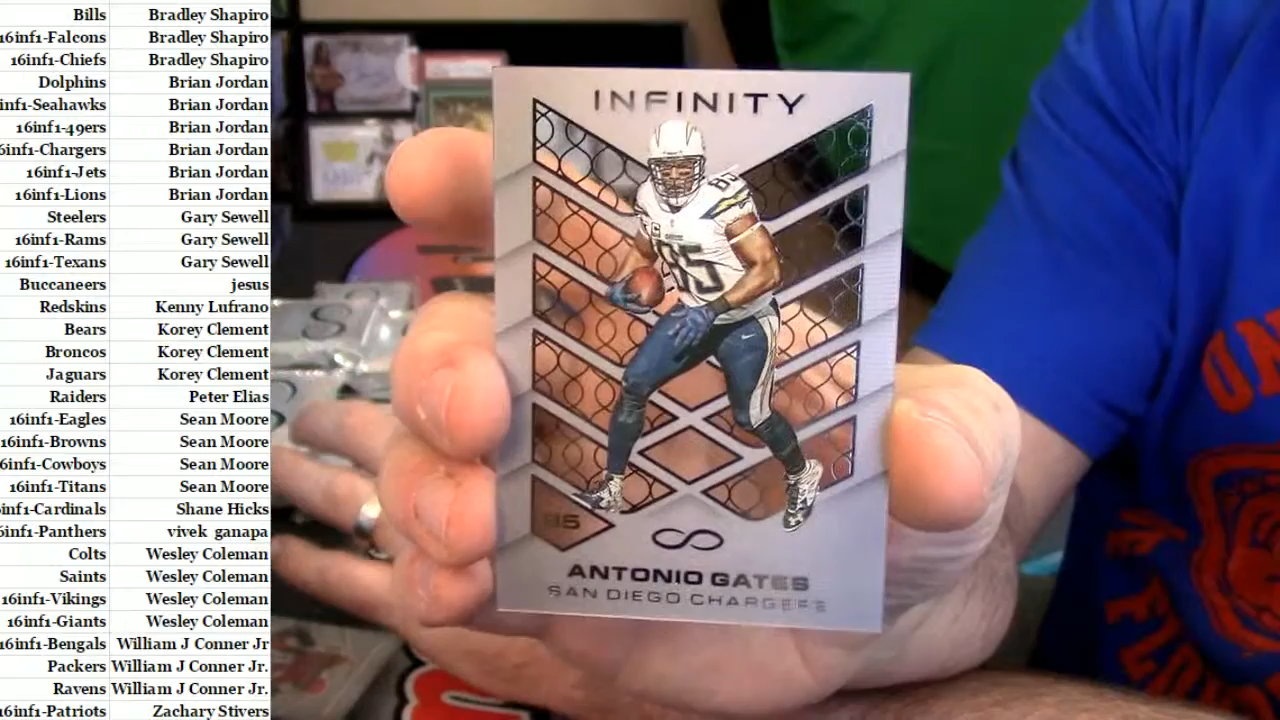 Bills Bradley Shapiro
16inf1-Falcons Bradley Shapiro
16inf1-Chiefs Bradley Shapiro
Dolphins Brian Jordan
inf1-Seahawks Brian Jordan
16inf1-49ers Brian Jordan
6inf1-Chargers Brian Jordan
16inf1-Jets Brian Jordan
16inf1-Lions Brian Jordan
Steelers Gary Sewell
16inf1-Rams Gary Sewell
16inf1-Texans Gary Sewell
Buccaneers jesus
Redskins Kenny Lufrano
Bears Korey Clement
Broncos Korey Clement
Jaguars Korey Clement
Raiders Peter Elias
16inf1-Eagles Sean Moore
16inf1-Browns Sean Moore
6inf1-Cowboys Sean Moore
16inf1-Titans Sean Moore
6inf1-Cardinals Shane Hicks
6inf1-Panthers vivek ganapa
Colts Wesley Coleman
Saints Wesley Coleman
16inf1-Vikings Wesley Coleman
16inf1-Giants Wesley Coleman
16inf1-Bengals William J Conner Jr
Packers William J Conner Jr.
Ravens William J Conner Jr.
16inf1-Patriots Zachary Stivers
INFINITY
85
85
85
ANTONIO GATES
SAN DIEGO CHARGERS